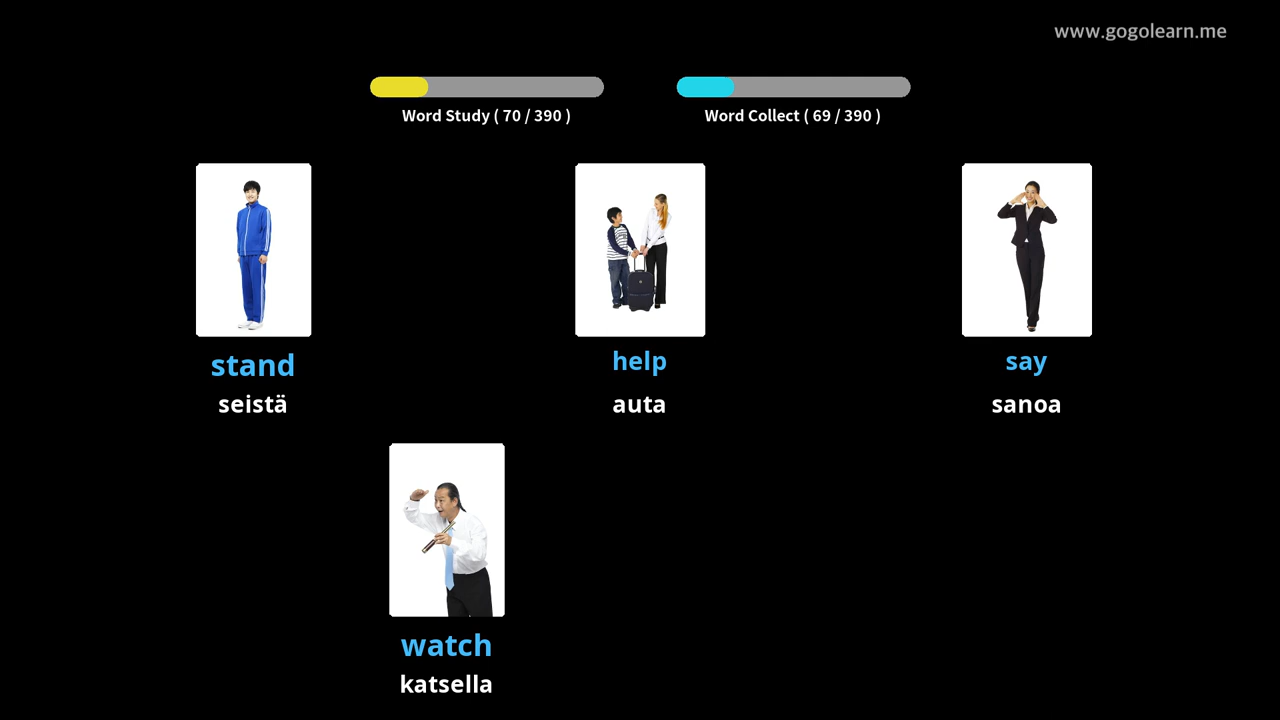 www.gogolearn.me
Word Study ( 70 / 390 )
Word Collect ( 69 / 390 )
stand
seistä
help
auta
say
sanoa
watch
katsella